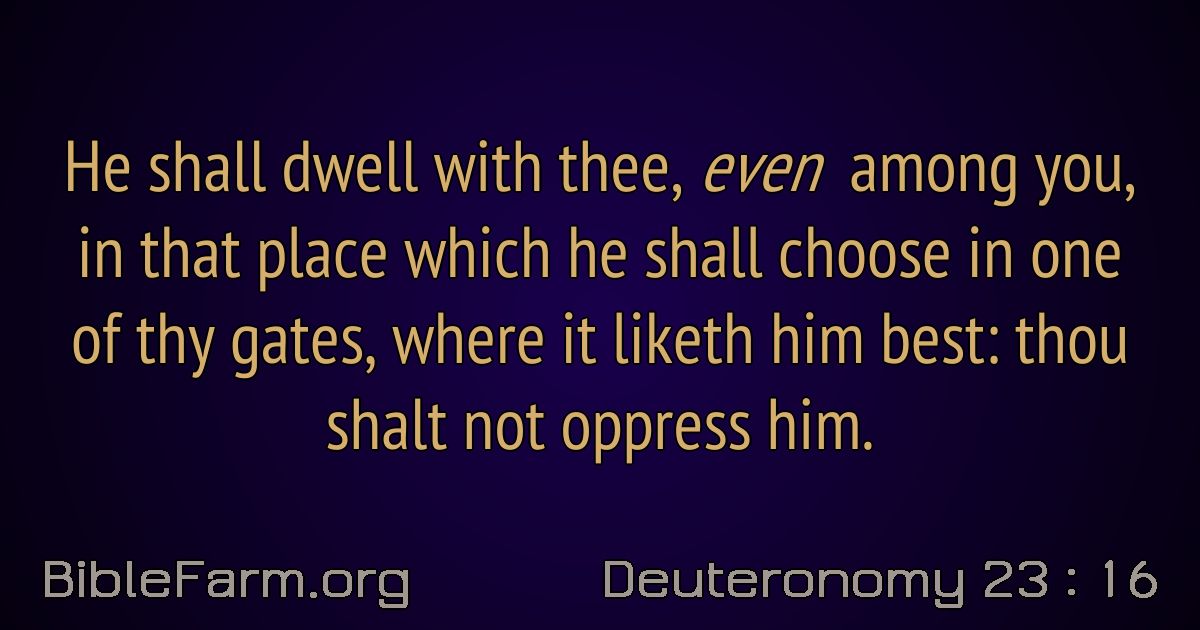 He shall dwell with thee, even among you,
in that place which he shall choose in one
of thy gates, where it liketh him best: thou
shalt not oppress him.
BibleFarm.org
Deuteronomy 23 : 16